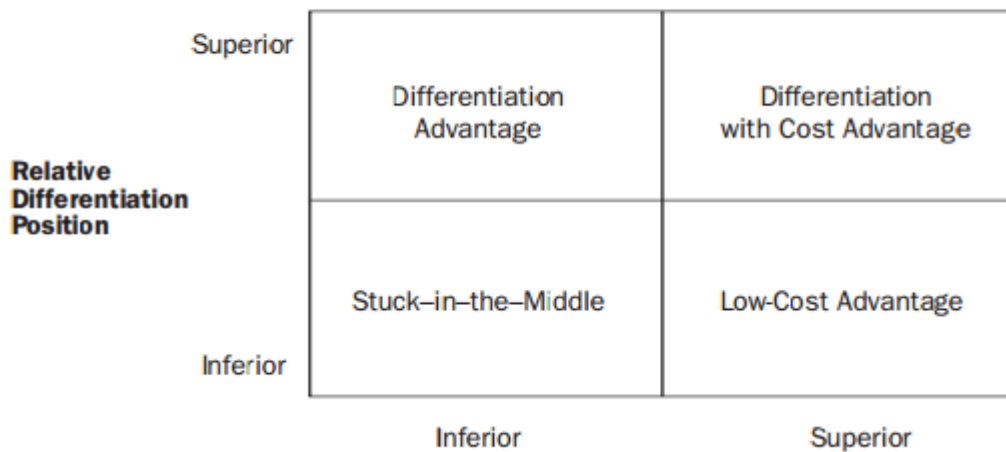 Superior
Differentiation
Advantage
Differentiation
with Cost Advantage
Relative
Differentiation
Position
Stuck–in–the–Middle
Low-Cost Advantage
Inferior
Inferior
Superior